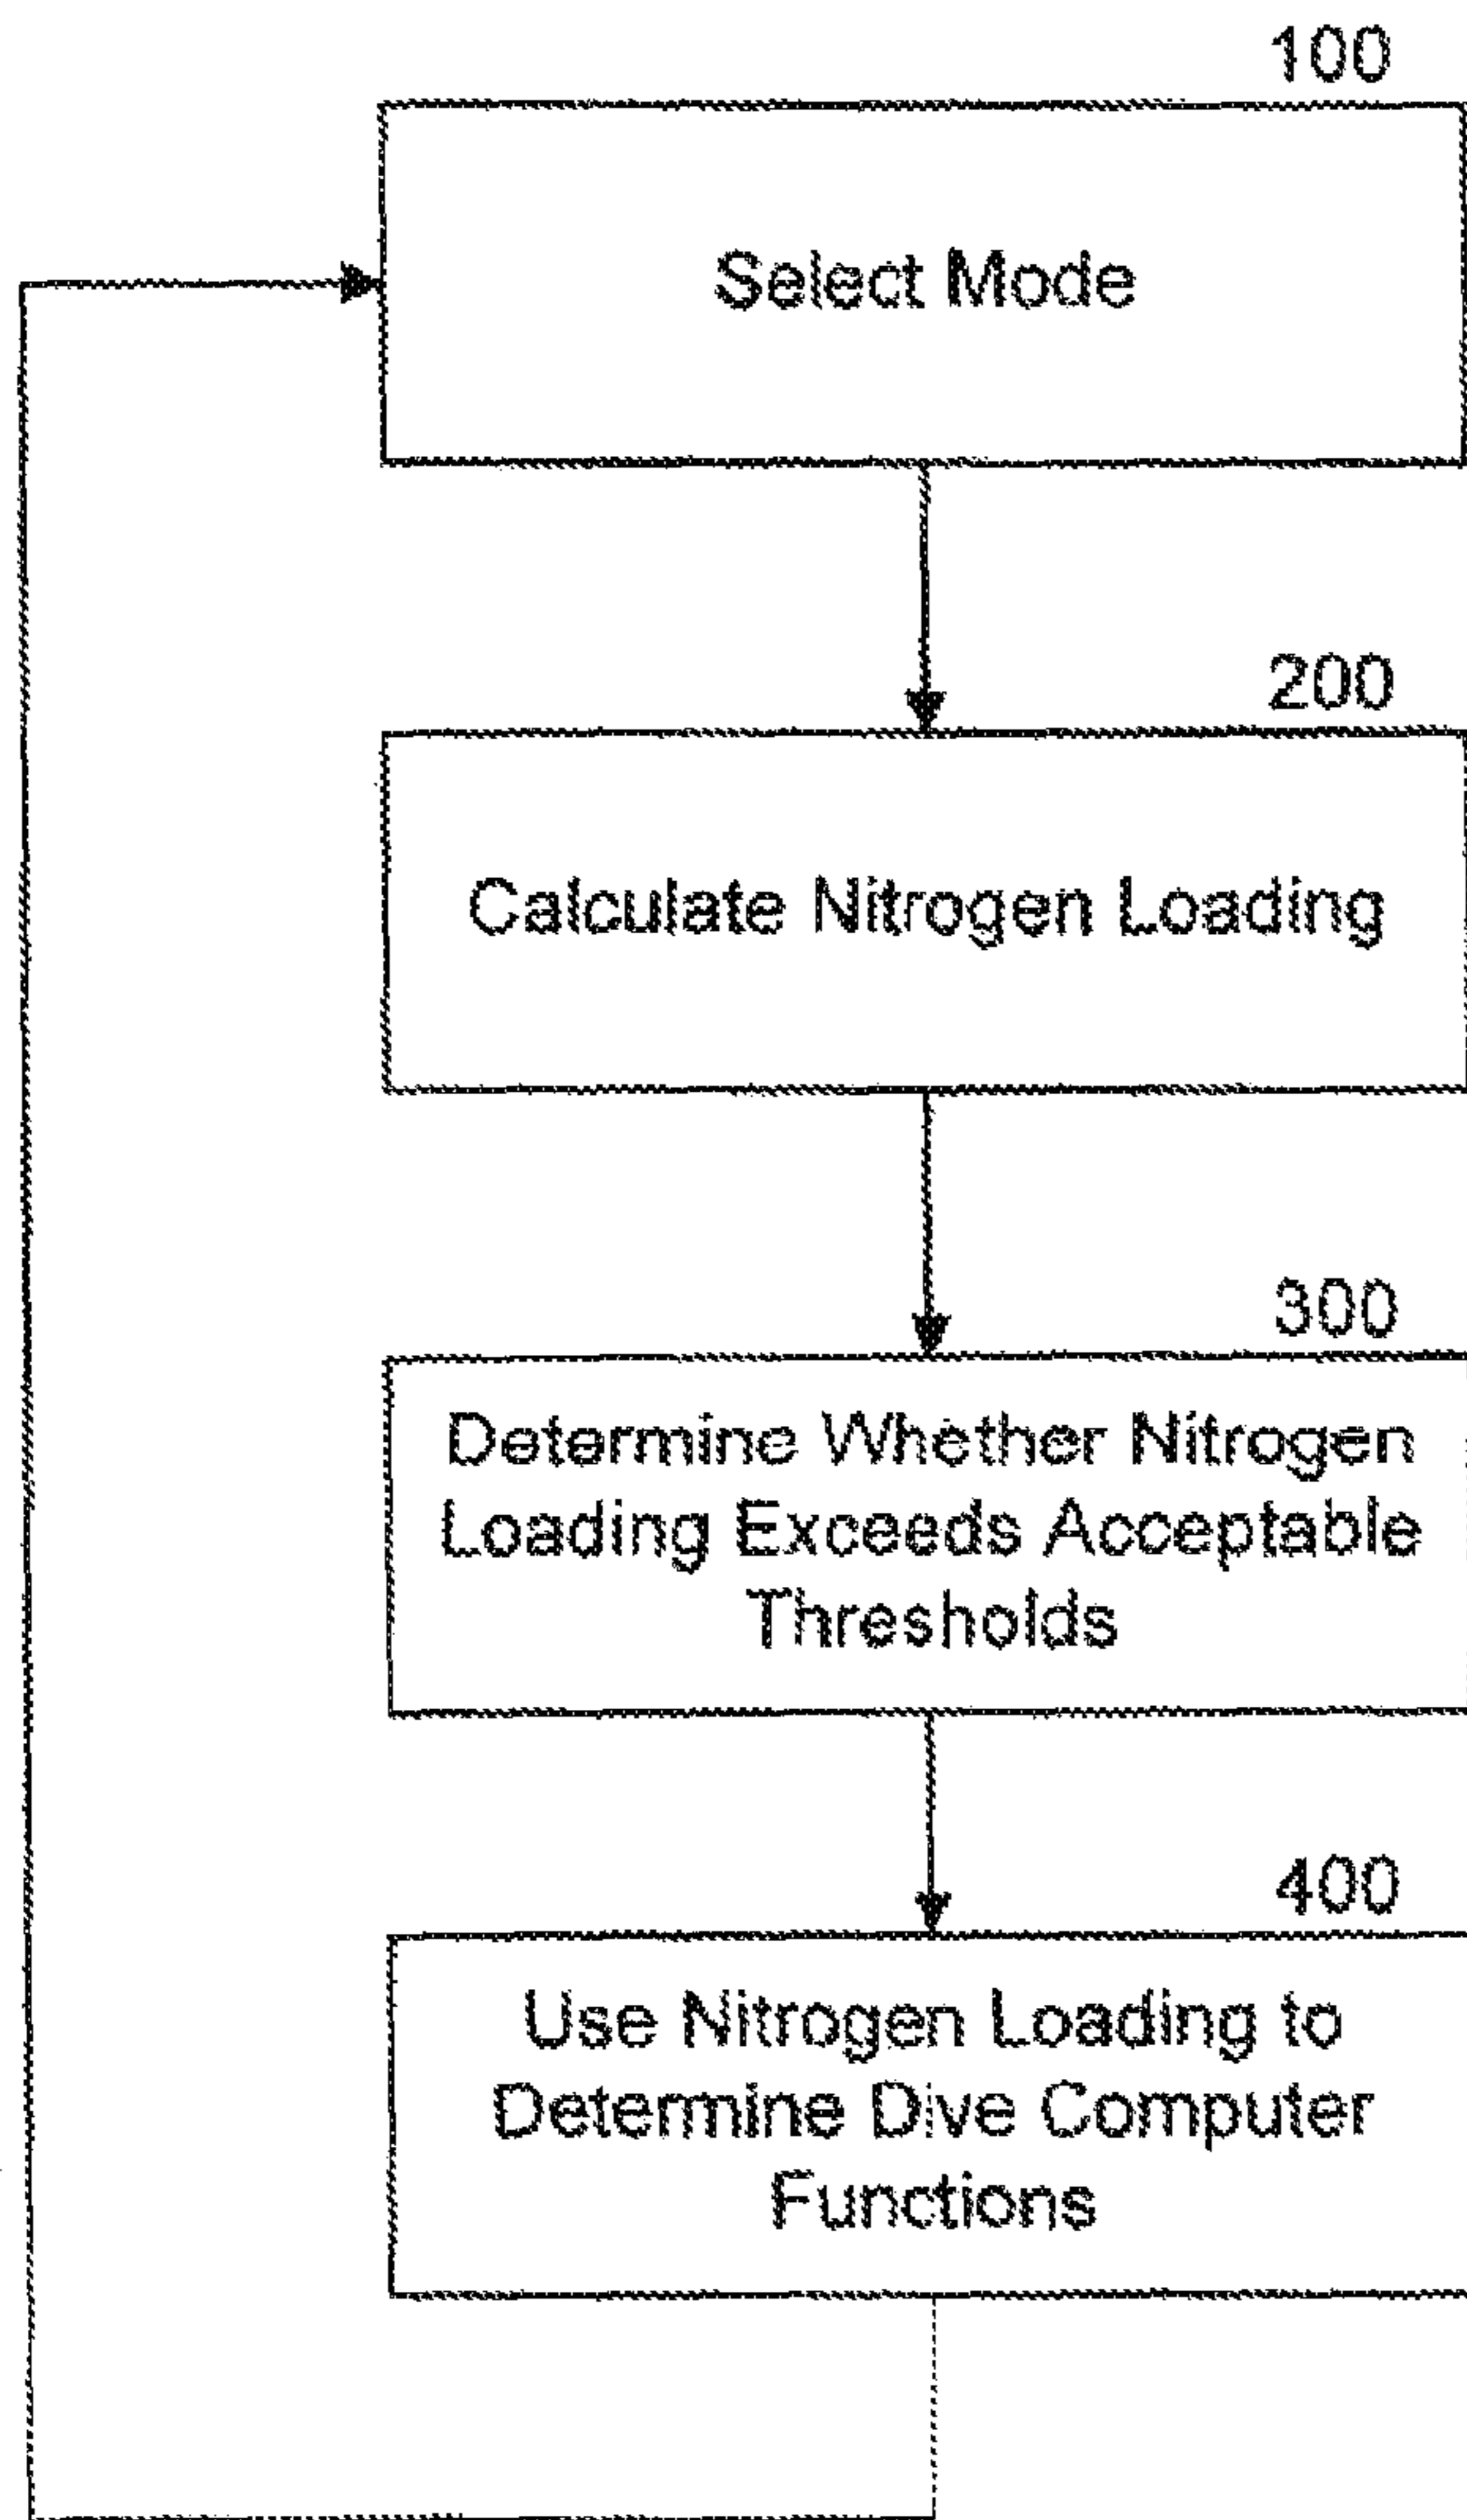 100
Select Mode
200
Calculate Nitrogen Loading
300
Determine Whether Nitrogen
Loading Exceeds Acceptable
Thresholds
400
Use Nitrogen Loading to
Determine Dive Computer
Functions